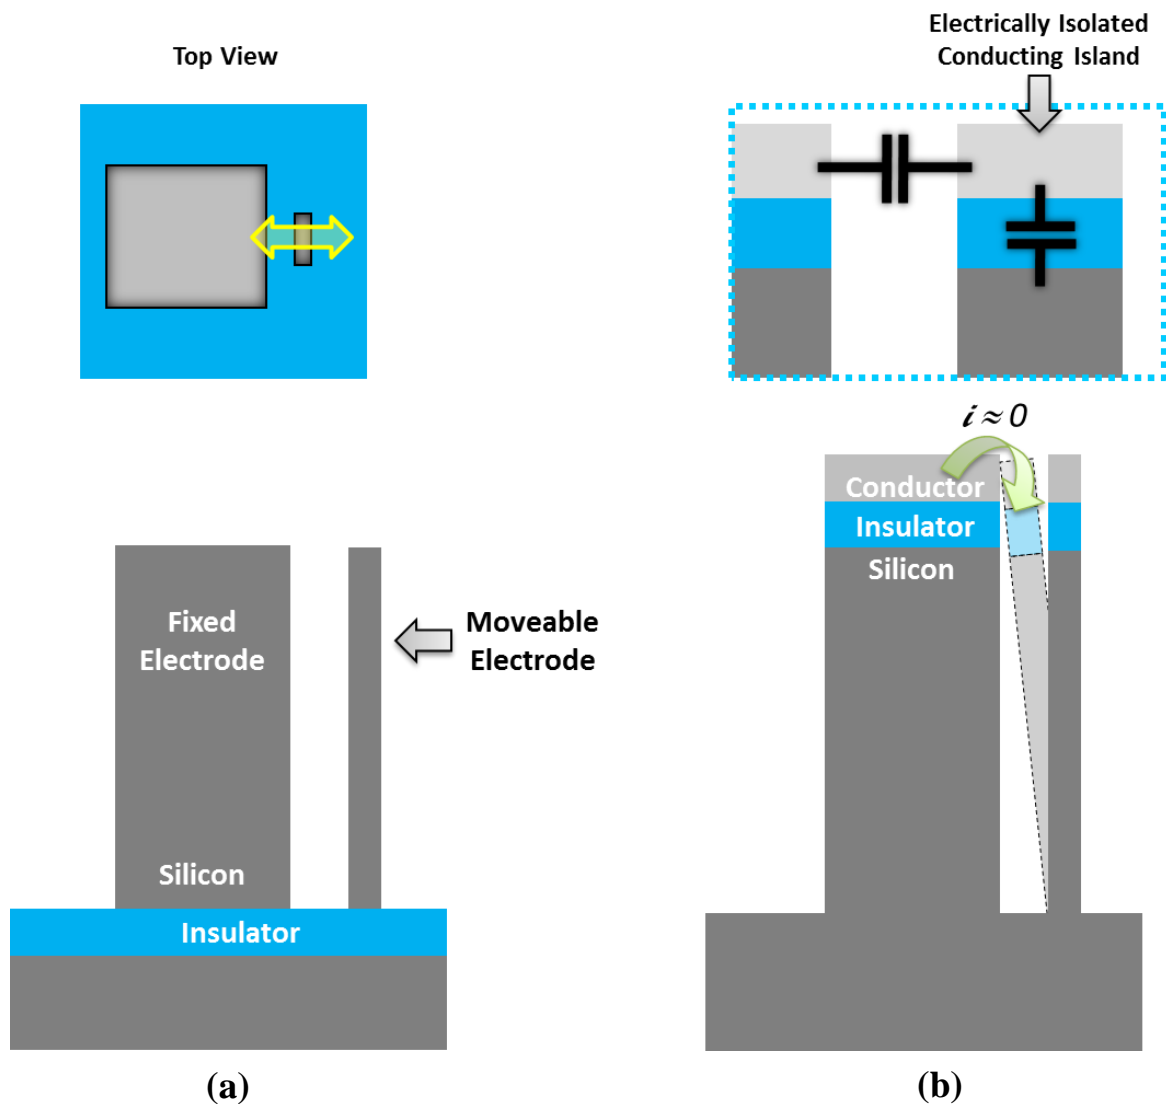 Top View
Fixed
Electrode
Moveable
Electrode
Silicon
Insulator
(a)
Electrically Isolated
Conducting Island
i ≈ 0
Conductor
Insulator
Silicon
(b)